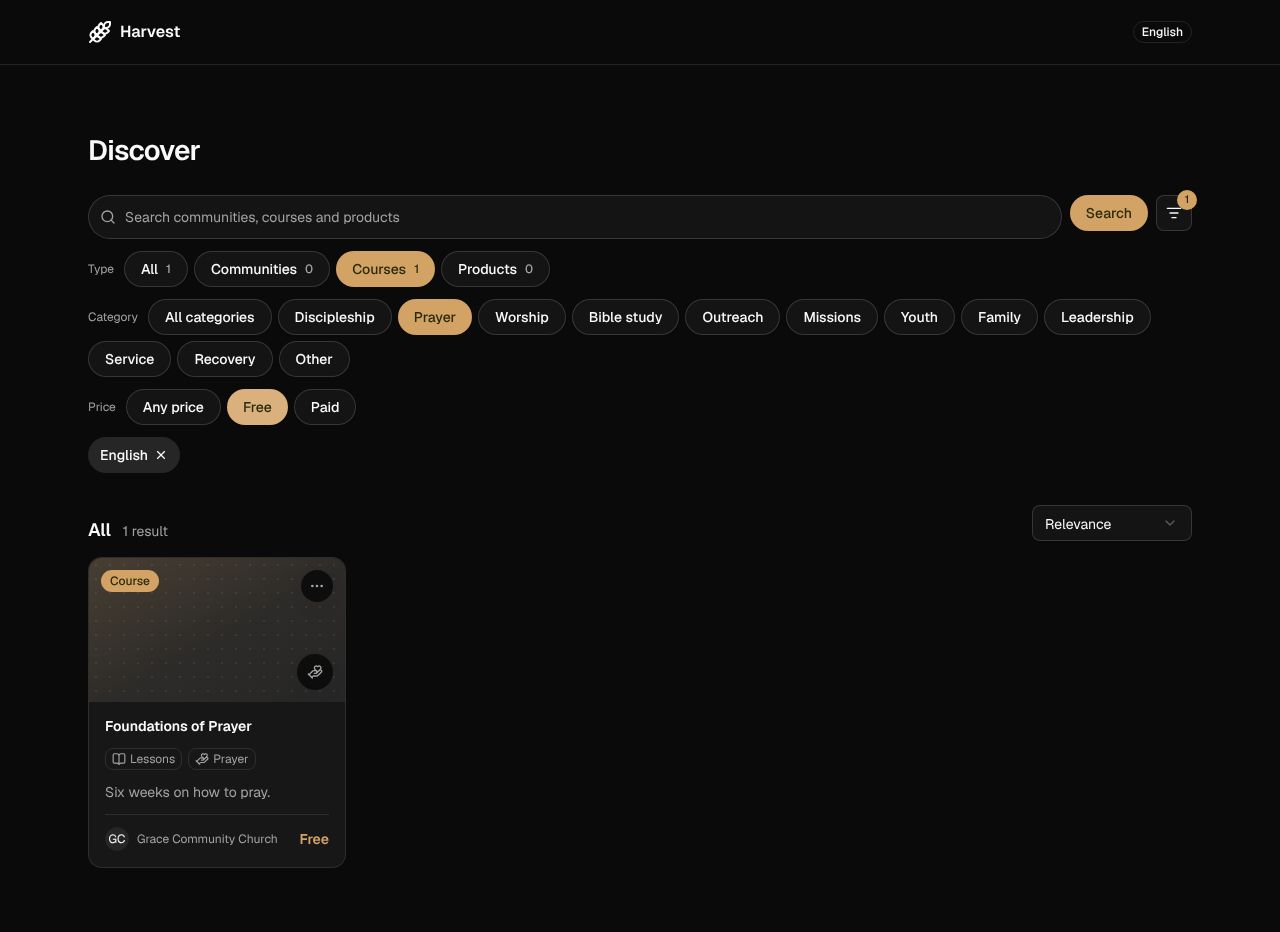 Harvest
English
Discover
Search communities, courses and products
Search
1
Type All 1 Communities 0 Courses 1 Products 0
Category All categories Discipleship Prayer Worship Bible study Outreach Missions Youth Family Leadership
Service Recovery Other
Price Any price Free Paid
English
All 1 result
Relevance
Course
Foundations of Prayer
Lessons Prayer
Six weeks on how to pray.
GC Grace Community Church Free